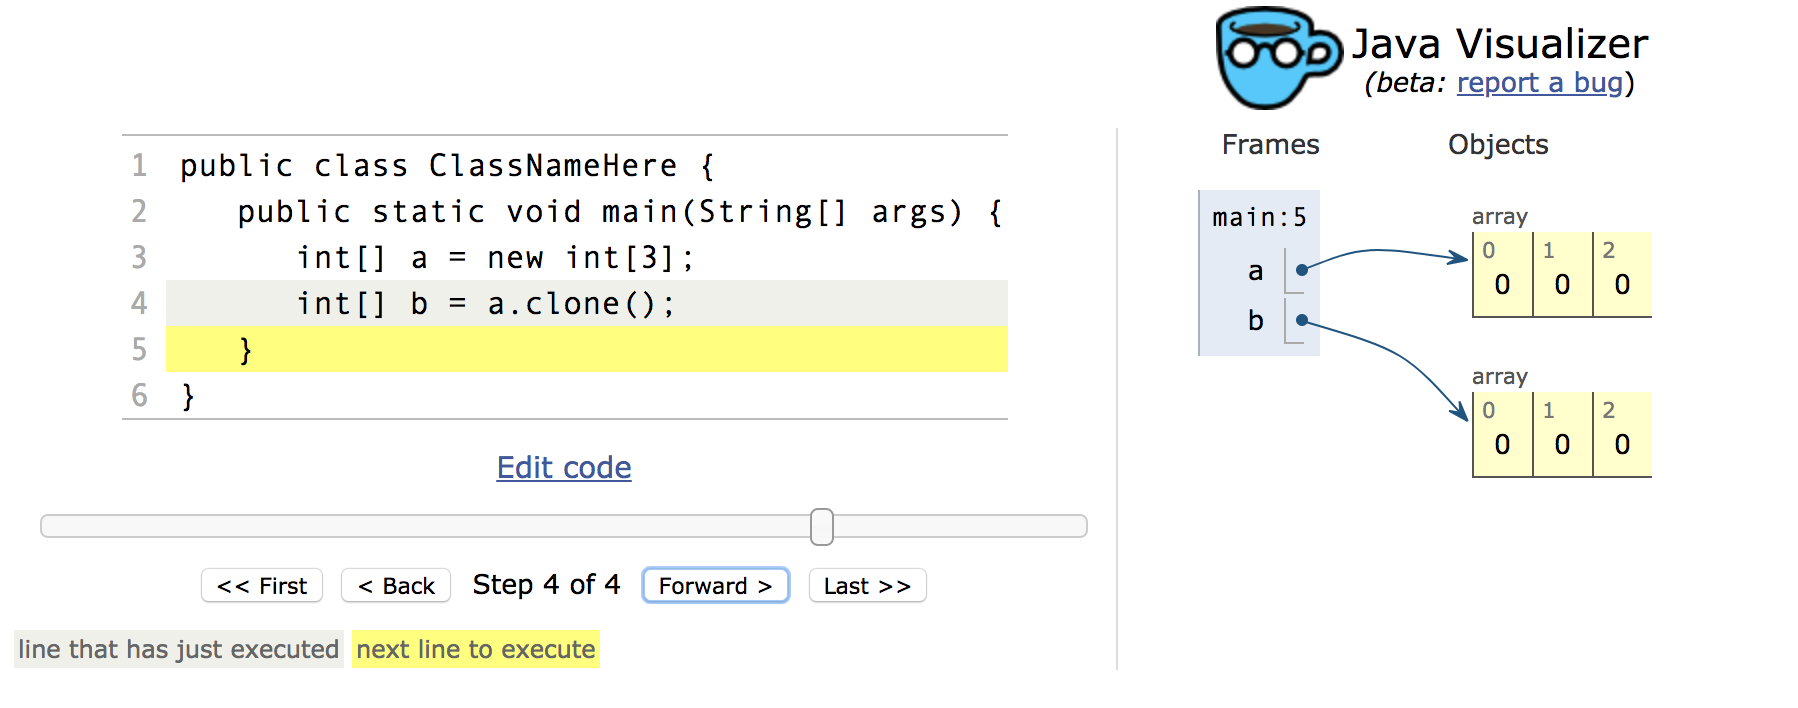 Java Visualizer
(beta: report a bug)
1 public class ClassNameHere {
2 public static void main(String[] args) {
3 int[] a = new int[3];
4 int[] b = a.clone();
5 }
6 }
Edit code
<< First < Back Step 4 of 4 Forward > Last >>
line that has just executed next line to execute
Frames Objects
main:5
a
b
array
0 1 2
0 0 0
array
0 1 2
0 0 0